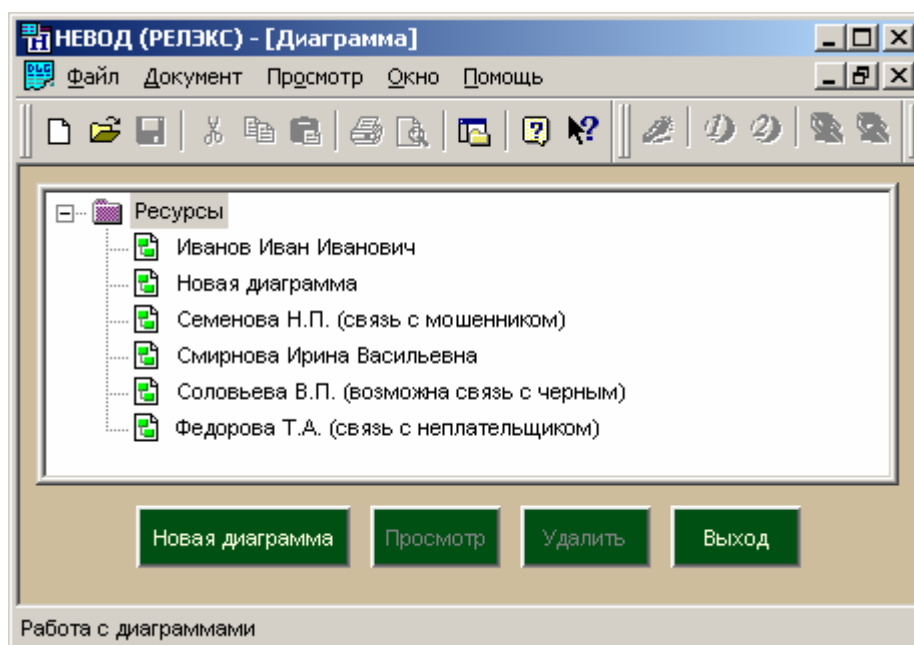 НЕВОД (РЕЛЭКС) - [Диаграмма]
Файл Документ Просмотр Окно Помощь
Ресурсы
Иванов Иван Иванович
Новая диаграмма
Семенова Н.П. (связь с мошенником)
Смирнова Ирина Васильевна
Соловьева В.П. (возможна связь с черным)
Федорова Т.А. (связь с неплательщиком)
Новая диаграмма Просмотр Удалить Выход
Работа с диаграммами